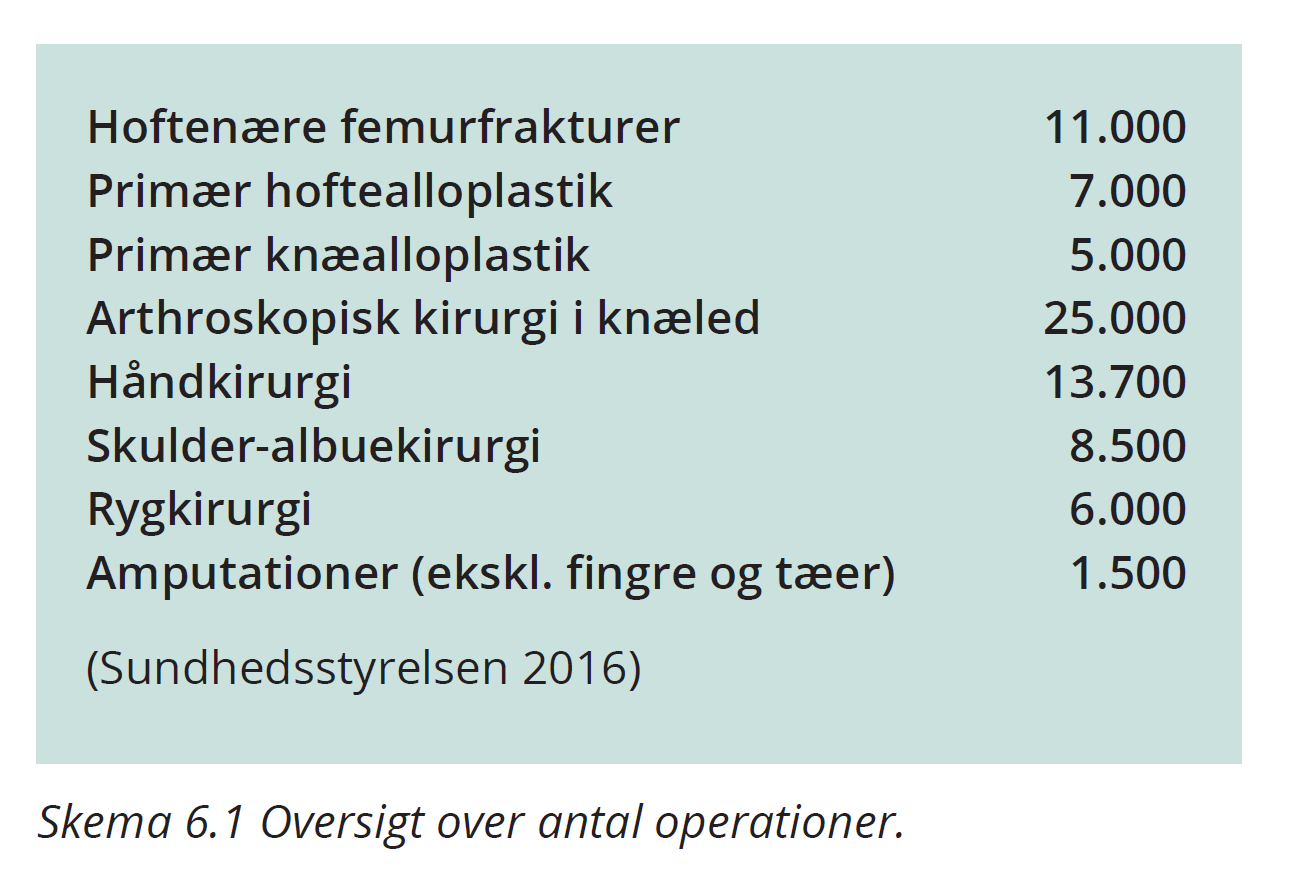 Hoftenære femurfrakturer 11.000
Primær hoftealloplastik 7.000
Primær knæalloplastik 5.000
Arthroskopisk kirurgi i knæled 25.000
Håndkirurgi 13.700
Skulder-albuekirurgi 8.500
Rygkirurgi 6.000
Amputationer (ekskl. fingre og tæer) 1.500
(Sundhedsstyrelsen 2016)
Skema 6.1 Oversigt over antal operationer.